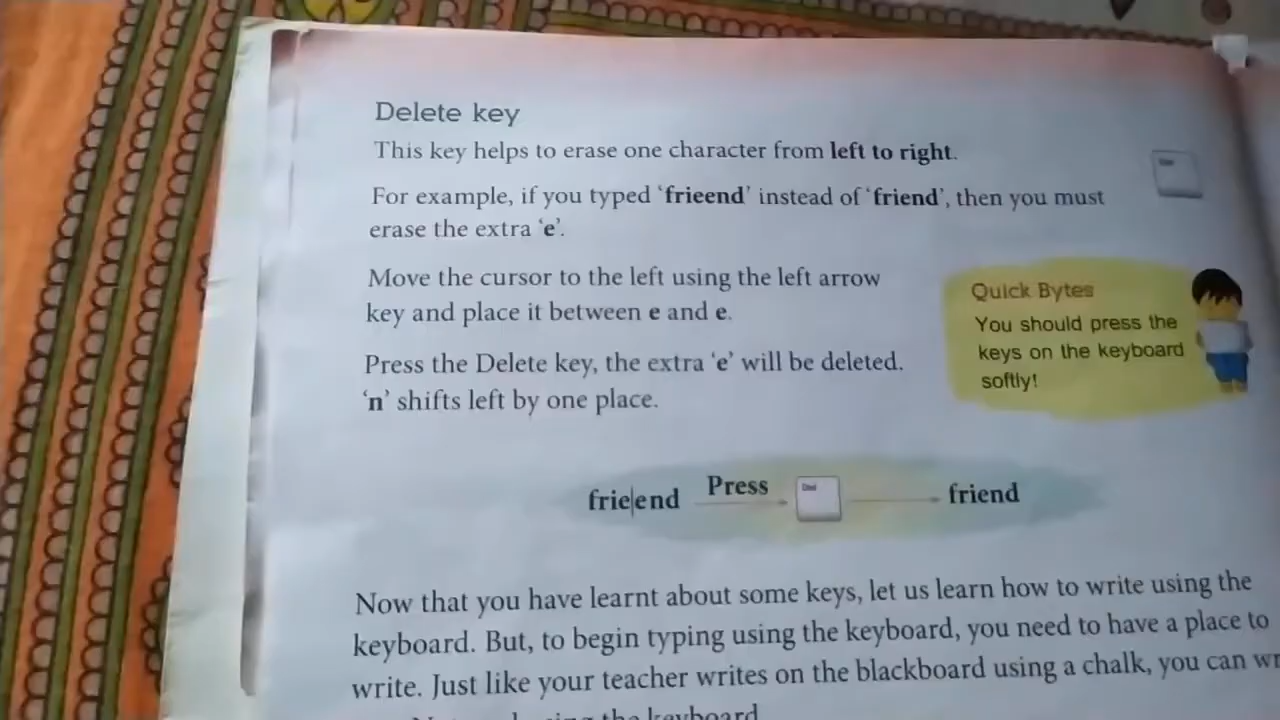 Delete key
This key helps to erase one character from left to right.
For example, if you typed ‘frieend’ instead of ‘friend’, then you must
erase the extra ‘e’.
Move the cursor to the left using the left arrow
key and place it between e and e.
Press the Delete key, the extra ‘e’ will be deleted.
‘n’ shifts left by one place.
Quick Bytes
You should press the
keys on the keyboard
softly!
frie|end Press friend
Now that you have learnt about some keys, let us learn how to write using the
keyboard. But, to begin typing using the keyboard, you need to have a place to
write. Just like your teacher writes on the blackboard using a chalk, you can
the keyboard